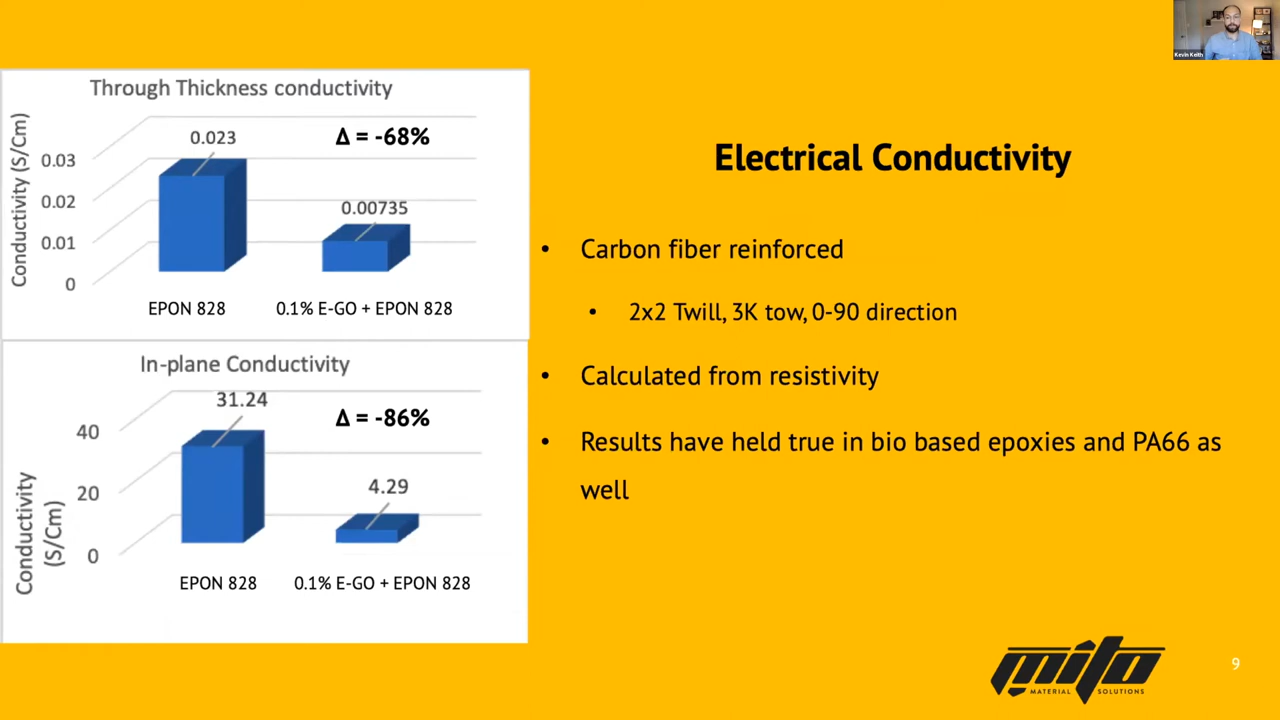 Kevin Keith
Through Thickness conductivity
Conductivity (S/Cm)
0.03
0.02
0.01
0
0.023
0.00735
Δ = -68%
EPON 828
0.1% E-GO + EPON 828
In-plane Conductivity
Conductivity
(S/Cm)
40
20
0
31.24
4.29
Δ = -86%
EPON 828
0.1% E-GO + EPON 828
Electrical Conductivity
• Carbon fiber reinforced
• 2x2 Twill, 3K tow, 0-90 direction
• Calculated from resistivity
• Results have held true in bio based epoxies and PA66 as
well
mito
MATERIAL SOLUTIONS
9